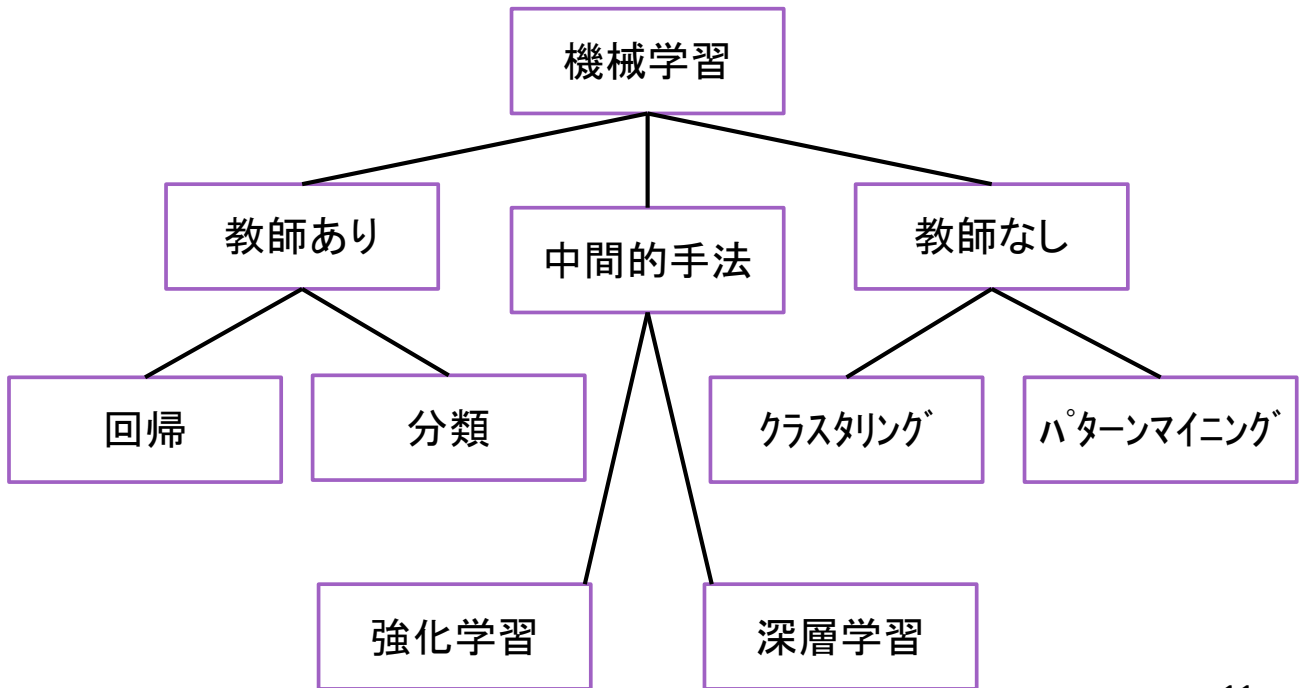 機械学習
教師あり
中間的手法
教師なし
回帰
分類
クラスタリング
パターンマイニング
強化学習
深層学習